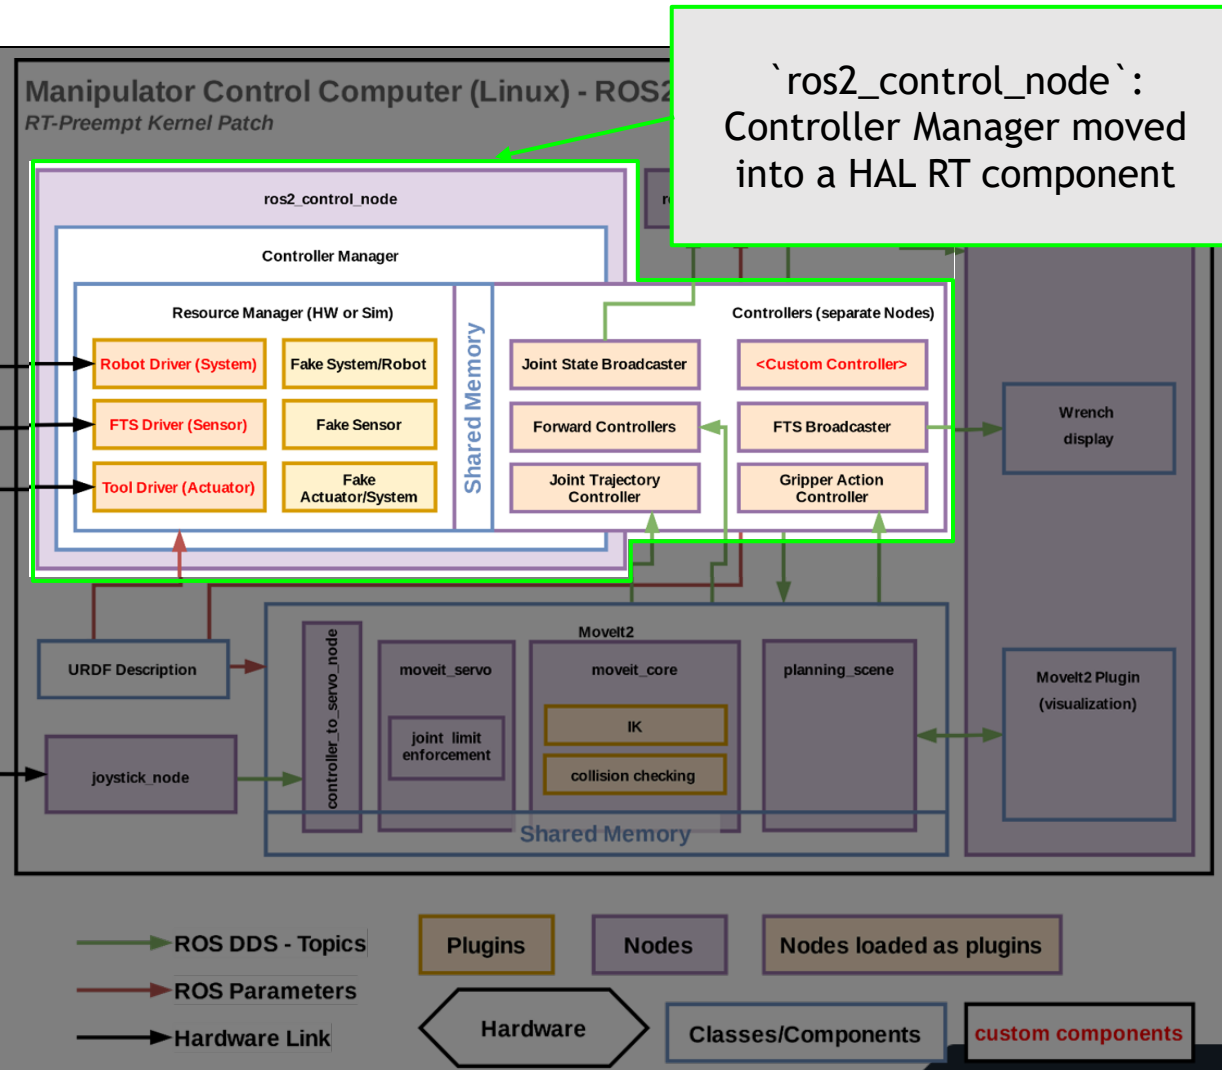 `ros2_control_node`:
Controller Manager moved
into a HAL RT component
Manipulator Control Computer (Linux) - ROS2
RT-Preempt Kernel Patch
ros2_control_node
Controller Manager
Resource Manager (HW or Sim)
Robot Driver (System)
Fake System/Robot
FTS Driver (Sensor)
Fake Sensor
Tool Driver (Actuator)
Fake
Actuator/System
Shared Memory
Controllers (separate Nodes)
Joint State Broadcaster
<Custom Controller>
Forward Controllers
FTS Broadcaster
Joint Trajectory
Controller
Gripper Action
Controller
Wrench
display
URDF Description
joystick_node
MoveIt2
controller_to_servo_node
moveit_servo
joint limit
enforcement
moveit_core
IK
collision checking
planning_scene
Shared Memory
MoveIt2 Plugin
(visualization)
ROS DDS - Topics
ROS Parameters
Hardware Link
Plugins
Nodes
Nodes loaded as plugins
Hardware
Classes/Components
custom components